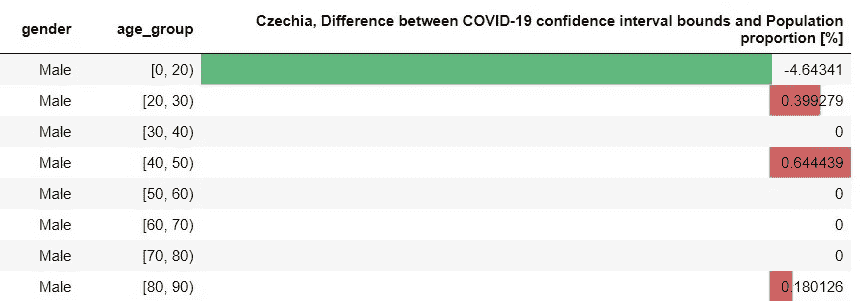 gender age_group Czechia, Difference between COVID-19 confidence interval bounds and Population
proportion [%]
Male [0, 20) -4.64341
Male [20, 30) 0.399279
Male [30, 40) 0
Male [40, 50) 0.644439
Male [50, 60) 0
Male [60, 70) 0
Male [70, 80) 0
Male [80, 90) 0.180126